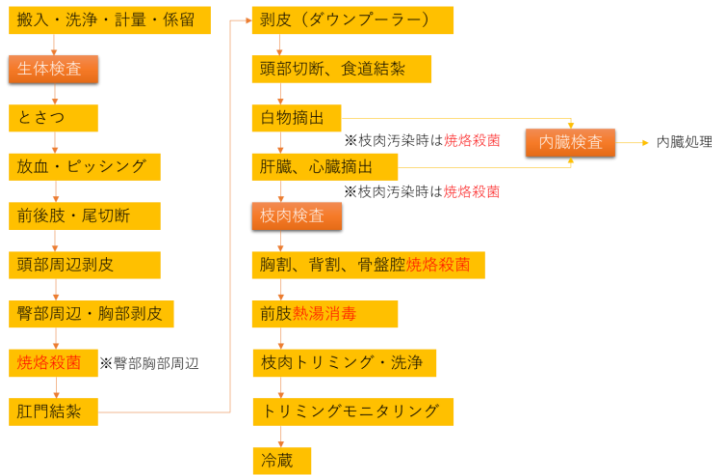 搬入・洗浄・計量・係留
生体検査
とさつ
放血・ピッシング
前後肢・尾切断
頭部周辺剥皮
臀部周辺・胸部剥皮
焼烙殺菌 ※臀部胸部周辺
肛門結紮
剥皮（ダウンプーラー）
頭部切断、食道結紮
白物摘出
※枝肉汚染時は焼烙殺菌
肝臓、心臓摘出
※枝肉汚染時は焼烙殺菌
内臓検査
内臓処理
枝肉検査
胸割、背割、骨盤腔焼烙殺菌
前肢熱湯消毒
枝肉トリミング・洗浄
トリミングモニタリング
冷蔵